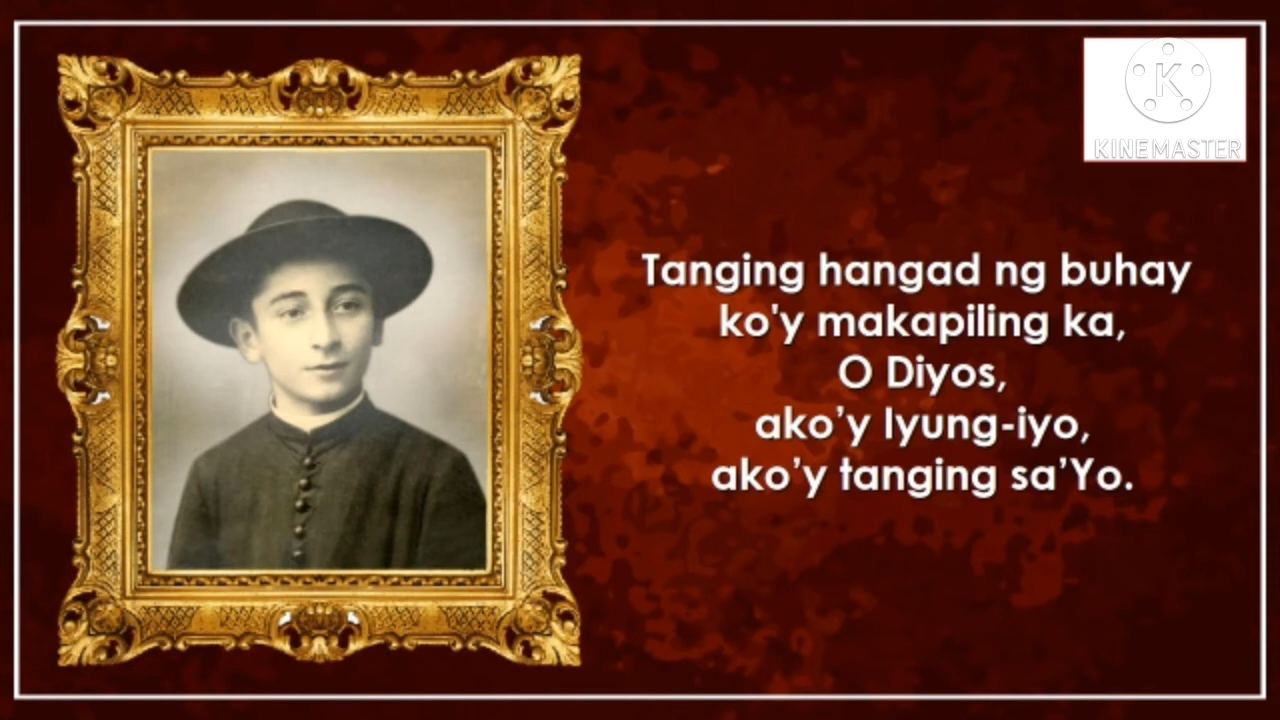 K
KINEMASTER
Tanging hangad ng buhay
ko'y makapiling ka,
O Diyos,
ako’y Iyung-iyo,
ako’y tanging sa’Yo.